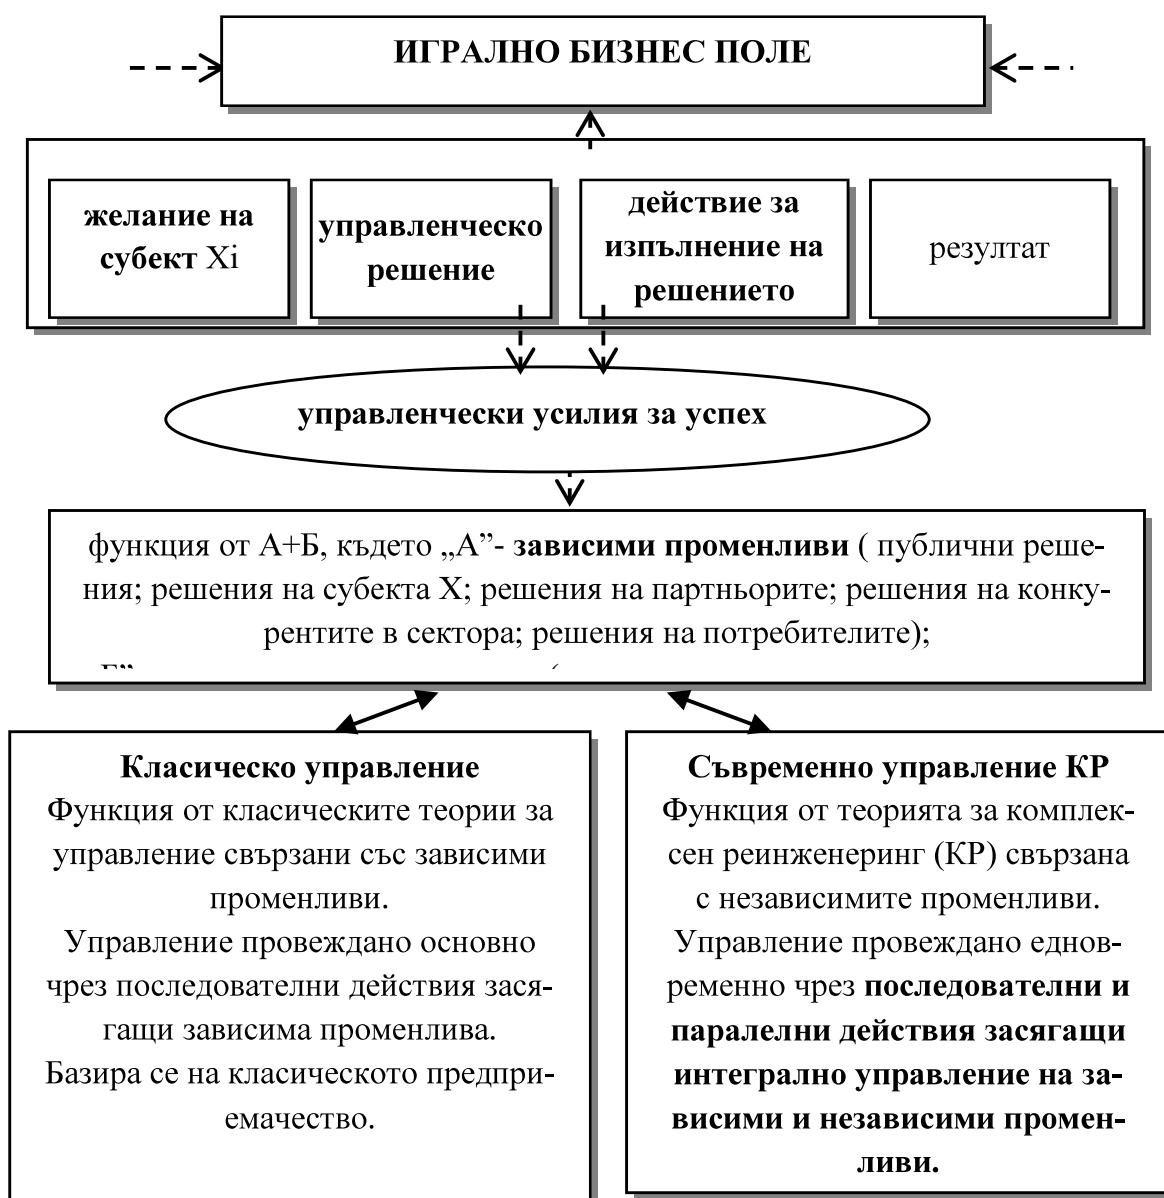 ИГРАЛНО БИЗНЕС ПОЛЕ
желание на
субект Xi
управленческо
решение
действие за
изпълнение на
решението
резултат
управленчески усилия за успех
функция от А+Б, където „А”- зависими променливи ( публични реше-
ния; решения на субекта Х; решения на партньорите; решения на конку-
рентите в сектора; решения на потребителите);
Класическо управление
Функция от класическите теории за
управление свързани със зависими
променливи.
Управление провеждано основно
чрез последователни действия зася-
гащи зависима променлива.
Базира се на класическото предпри-
емачество.
Съвременно управление КР
Функция от теорията за комплек-
сен реинженеринг (КР) свързана
с независимите променливи.
Управление провеждано еднов-
ременно чрез последователни и
паралелни действия засягащи
интегрално управление на за-
висими и независими промен-
ливи.